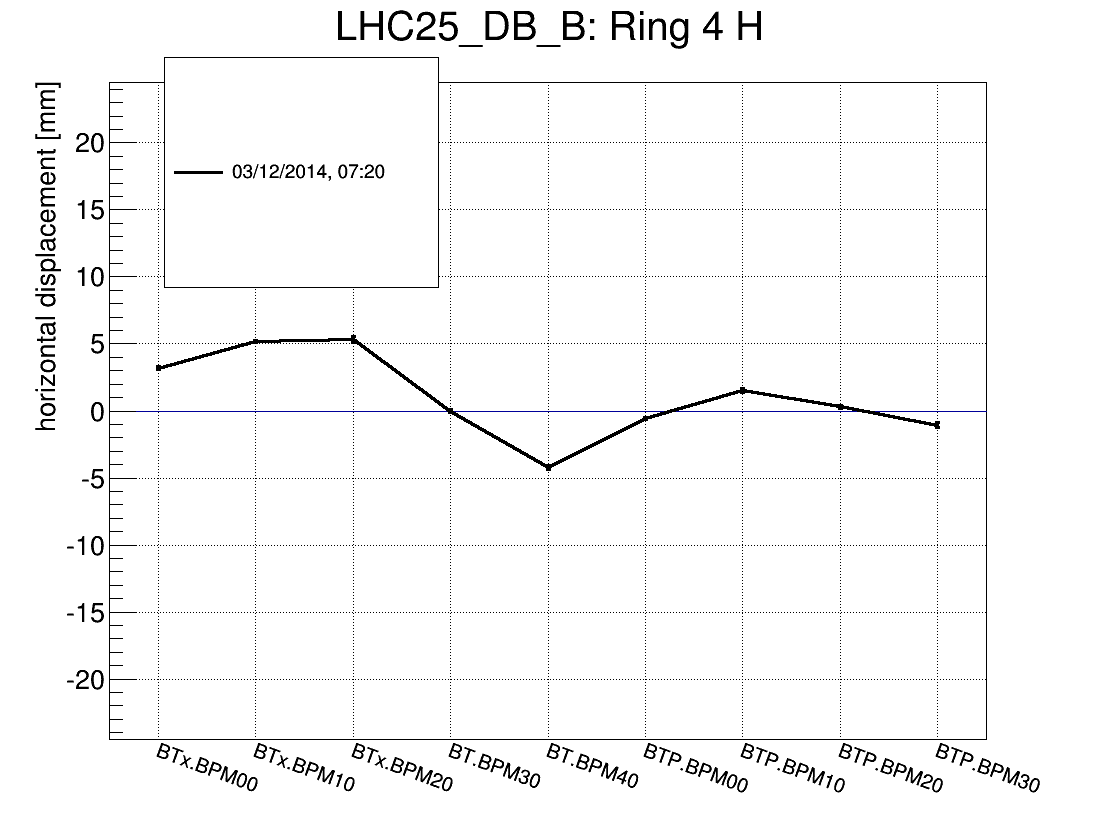 LHC25_DB_B: Ring 4 H
horizontal displacement [mm]
03/12/2014, 07:20
20
15
10
5
0
-5
-10
-15
-20
BTx.BPM00
BTx.BPM10
BTx.BPM20
BT.BPM30
BT.BPM40
BTP.BPM00
BTP.BPM10
BTP.BPM20
BTP.BPM30